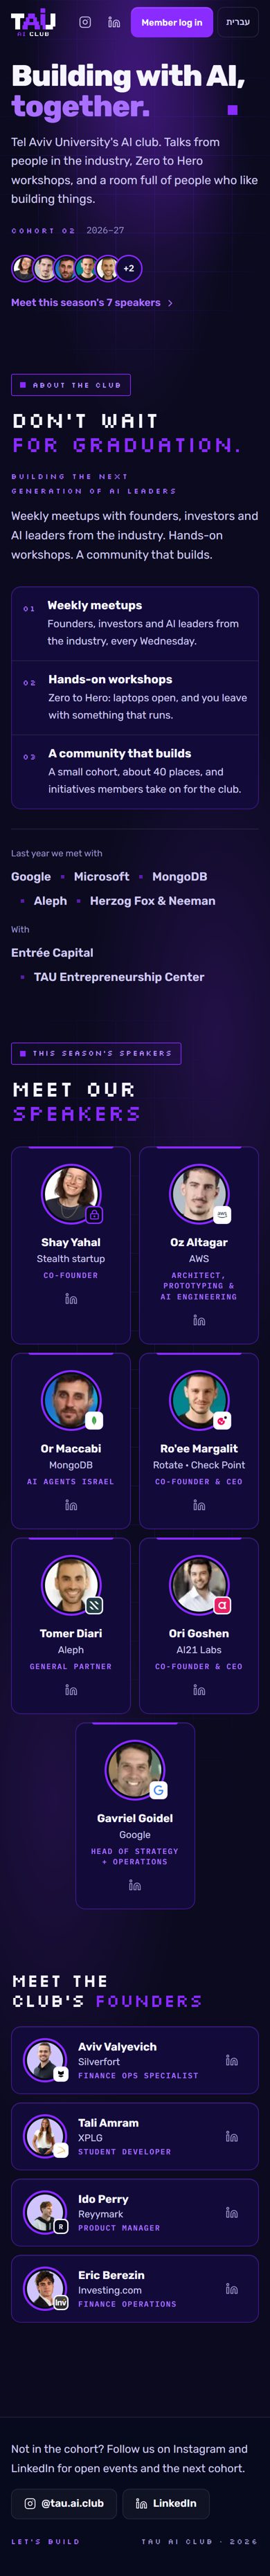 TAU
AI CLUB
Member log in
עברית
Building with AI,
together.
Tel Aviv University's AI club. Talks from
people in the industry, Zero to Hero
workshops, and a room full of people who like
building things.
COHORT 02 2026–27
+2
Meet this season's 7 speakers
ABOUT THE CLUB
DON'T WAIT
FOR GRADUATION.
BUILDING THE NEXT
GENERATION OF AI LEADERS
Weekly meetups with founders, investors and
AI leaders from the industry. Hands-on
workshops. A community that builds.
01 Weekly meetups
Founders, investors and AI leaders from
the industry, every Wednesday.
02 Hands-on workshops
Zero to Hero: laptops open, and you leave
with something that runs.
03 A community that builds
A small cohort, about 40 places, and
initiatives members take on for the club.
Last year we met with
Google Microsoft MongoDB
Aleph Herzog Fox & Neeman
With
Entrée Capital
TAU Entrepreneurship Center
THIS SEASON'S SPEAKERS
MEET OUR
SPEAKERS
Shay Yahal
Stealth startup
CO-FOUNDER
aws
Oz Altagar
AWS
ARCHITECT,
PROTOTYPING &
AI ENGINEERING
Or Maccabi
MongoDB
AI AGENTS ISRAEL
Ro'ee Margalit
Rotate • Check Point
CO-FOUNDER & CEO
Tomer Diari
Aleph
GENERAL PARTNER
Ori Goshen
AI21 Labs
CO-FOUNDER & CEO
G
Gavriel Goidel
Google
HEAD OF STRATEGY
+ OPERATIONS
MEET THE
CLUB'S FOUNDERS
Aviv Valyevich
Silverfort
FINANCE OPS SPECIALIST
Tali Amram
XPLG
STUDENT DEVELOPER
Ido Perry
Reyymark
PRODUCT MANAGER
R
Eric Berezin
Investing.com
FINANCE OPERATIONS
Inv
Not in the cohort? Follow us on Instagram and
LinkedIn for open events and the next cohort.
@tau.ai.club
LinkedIn
LET'S BUILD
TAU AI CLUB · 2026